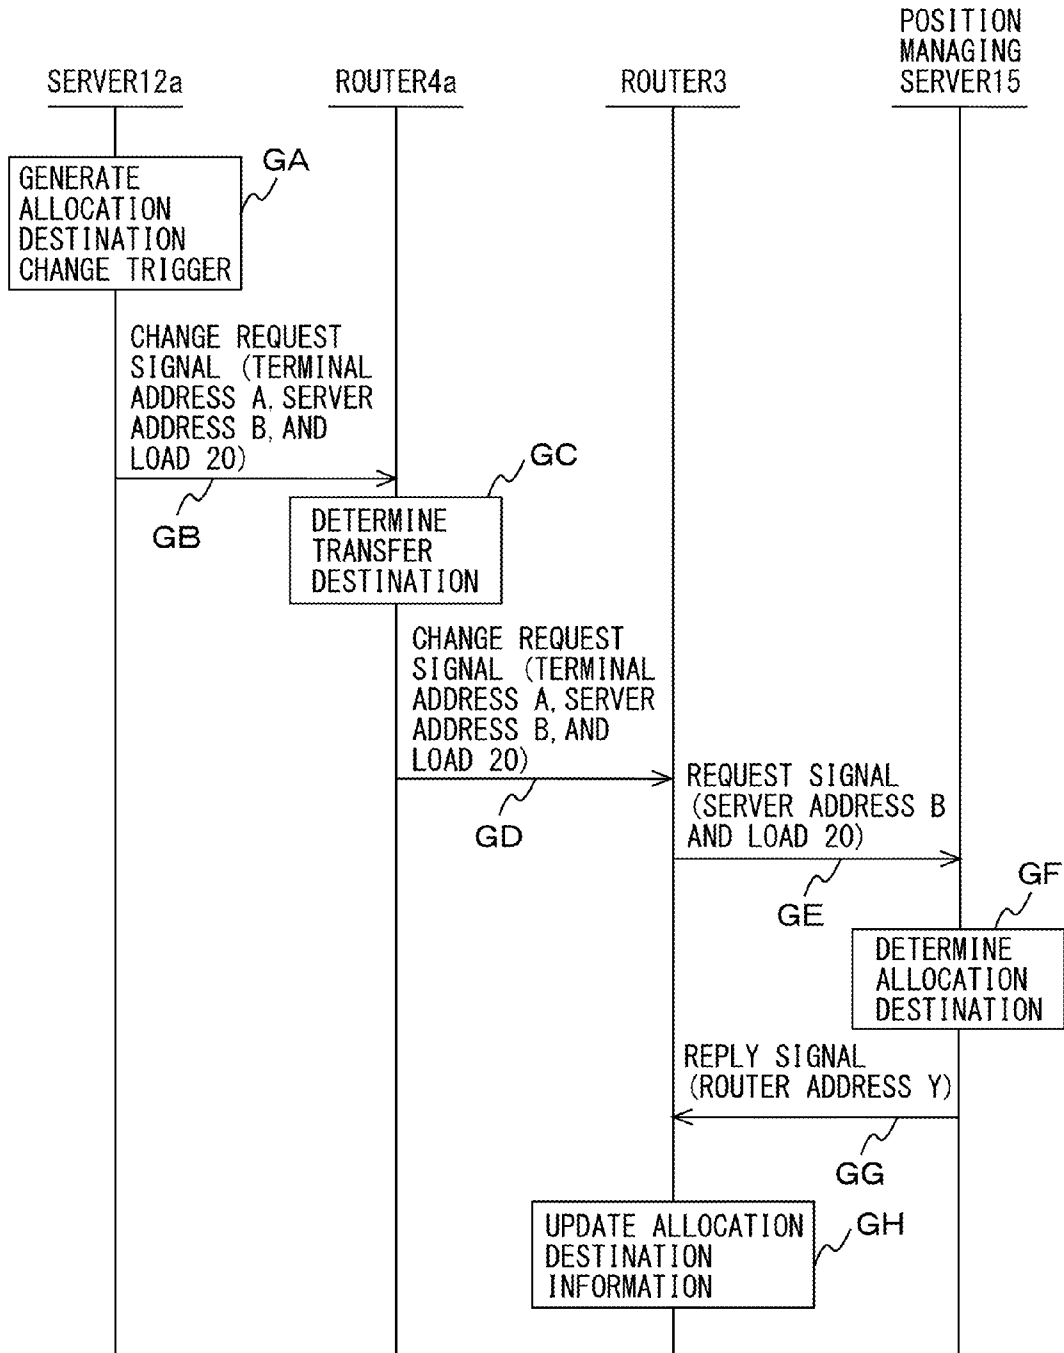 SERVER12a
ROUTER4a
ROUTER3
POSITION
MANAGING
SERVER15
GENERATE
ALLOCATION
DESTINATION
CHANGE TRIGGER
GA
CHANGE REQUEST
SIGNAL (TERMINAL
ADDRESS A, SERVER
ADDRESS B, AND
LOAD 20)
GB
GC
DETERMINE
TRANSFER
DESTINATION
CHANGE REQUEST
SIGNAL (TERMINAL
ADDRESS A, SERVER
ADDRESS B, AND
LOAD 20)
GD
REQUEST SIGNAL
(SERVER ADDRESS B
AND LOAD 20)
GE
GF
DETERMINE
ALLOCATION
DESTINATION
REPLY SIGNAL
(ROUTER ADDRESS Y)
GG
UPDATE ALLOCATION
DESTINATION
INFORMATION
GH